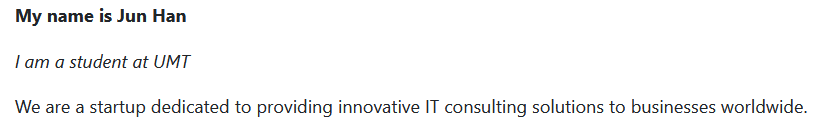 My name is Jun Han
I am a student at UMT
We are a startup dedicated to providing innovative IT consulting solutions to businesses worldwide.